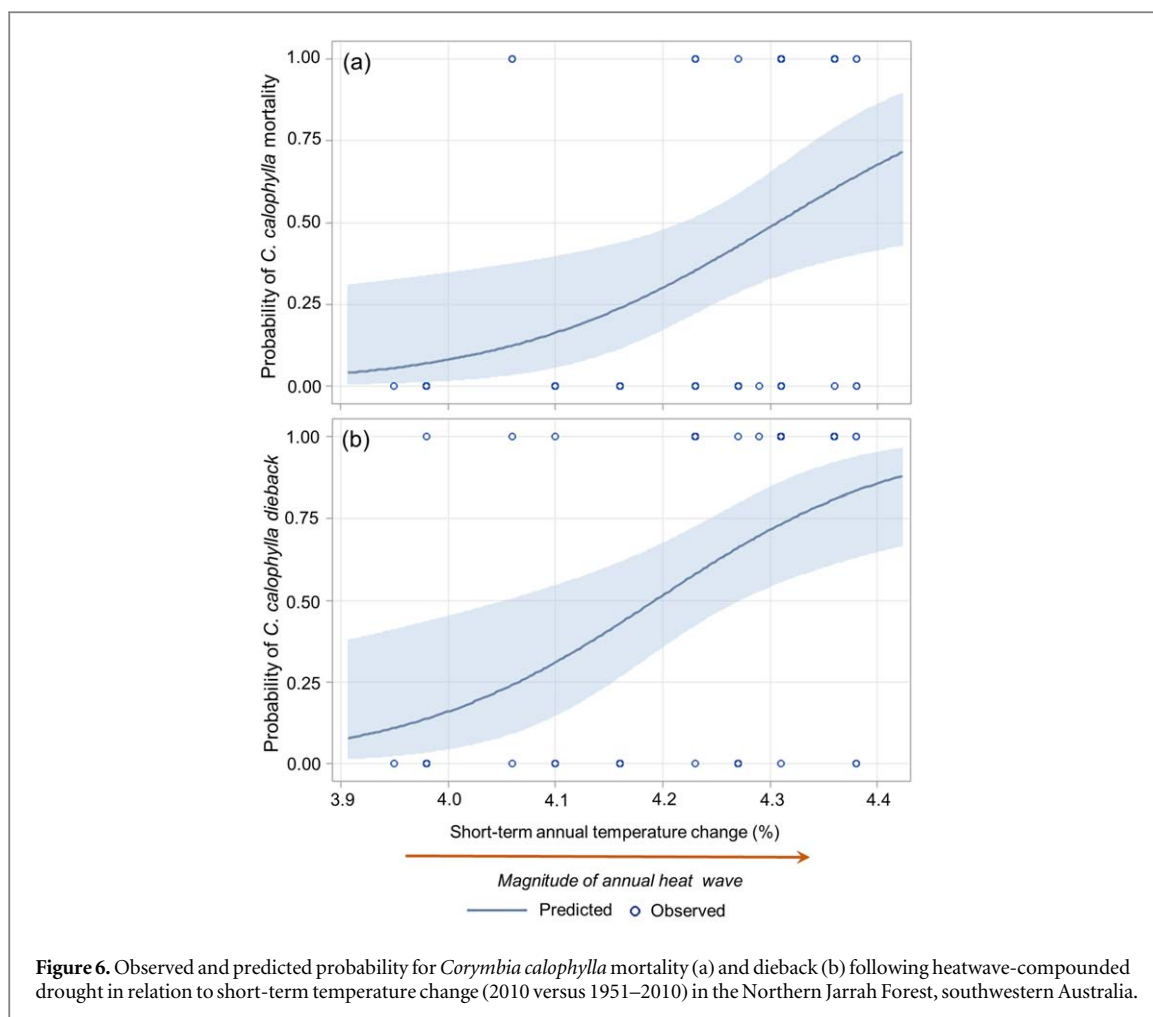 (a)
Probability of C. calophylla mortality
1.00
0.75
0.50
0.25
0.00
(b)
Probability of C. calophylla dieback
1.00
0.75
0.50
0.25
0.00
3.9 4.0 4.1 4.2 4.3 4.4
Short-term annual temperature change (%)
Magnitude of annual heat wave
Predicted Observed
Figure 6. Observed and predicted probability for Corymbia calophylla mortality (a) and dieback (b) following heatwave-compounded
drought in relation to short-term temperature change (2010 versus 1951–2010) in the Northern Jarrah Forest, southwestern Australia.